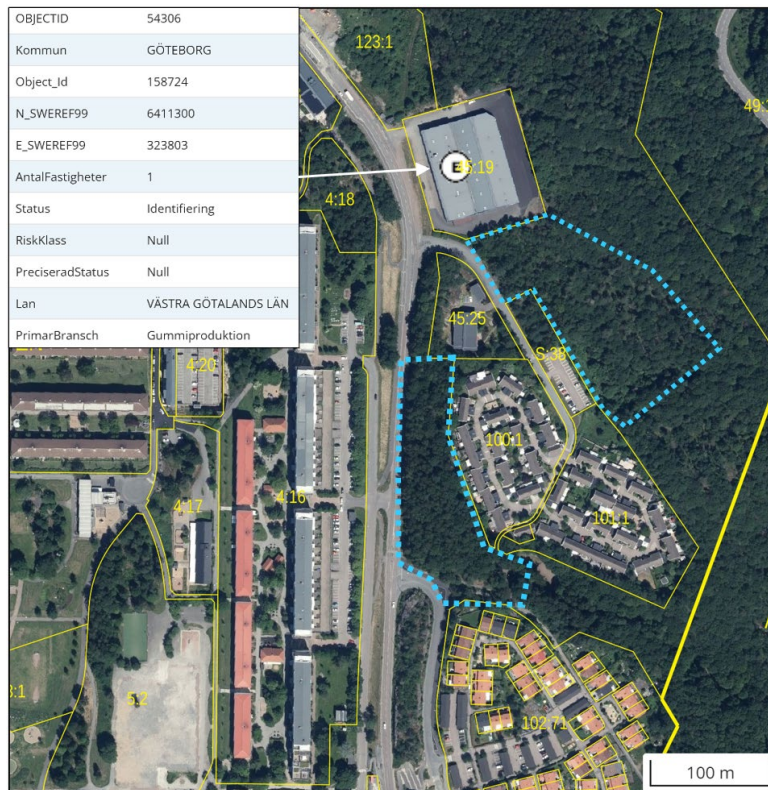 OBJECTID 54306
Kommun GÖTEBORG
Object_Id 158724
N_SWEREF99 6411300
E_SWEREF99 323803
AntalFastigheter 1
Status Identifiering
RiskKlass Null
PreciseradStatus Null
Lan VÄSTRA GÖTALANDS LÄN
PrimarBransch Gummiproduktion
123:1
E
45:19
4:18
45:25
S:38
4:20
100:1
4:16
4:17
101:1
5:2
102:71
100 m